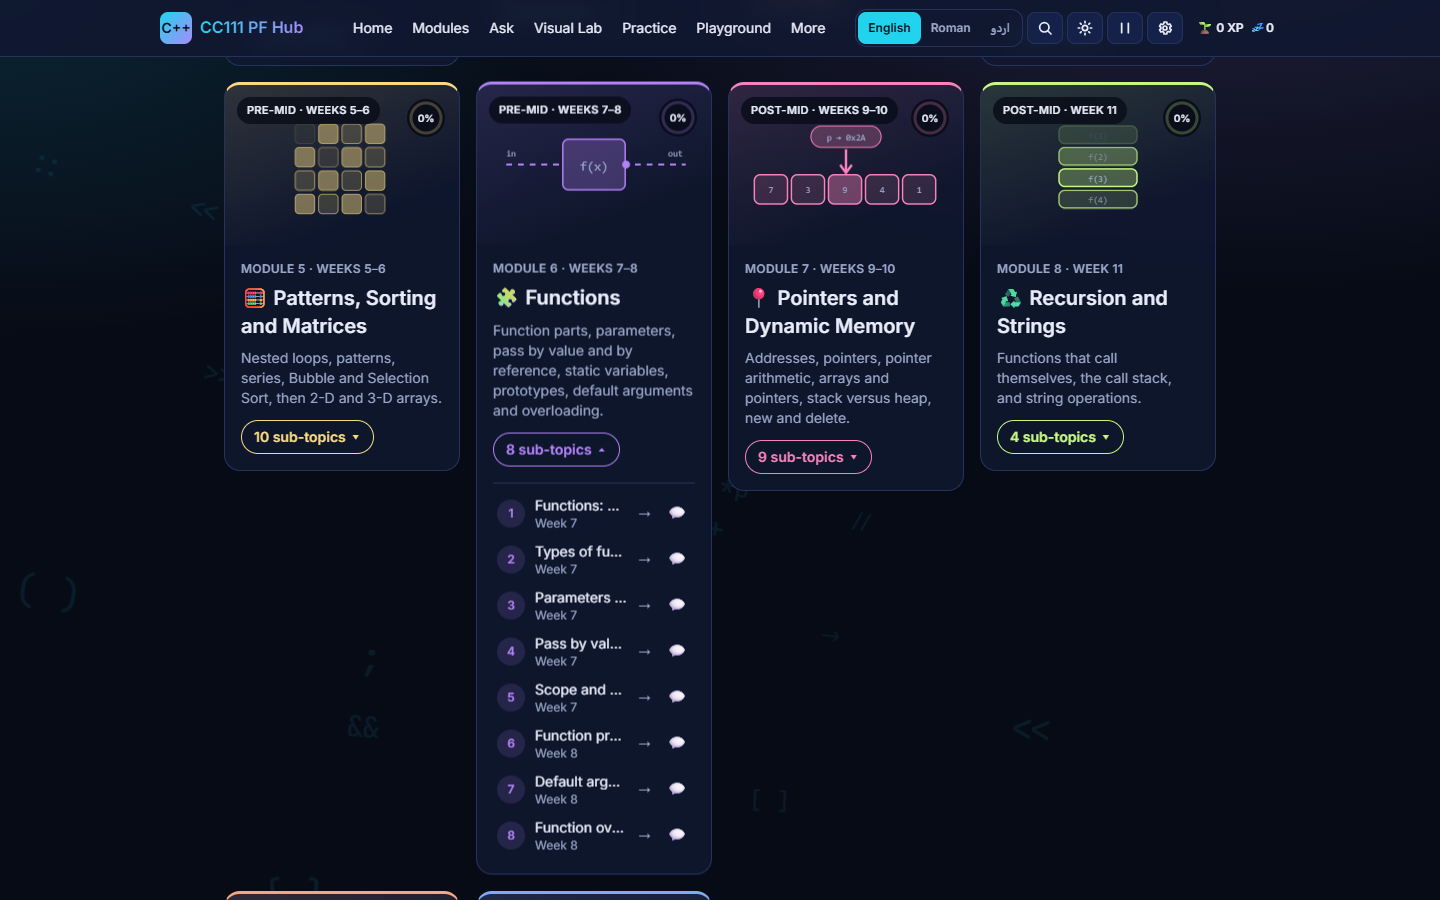 C++ CC111 PF Hub Home Modules Ask Visual Lab Practice Playground More English Roman اردو 0 XP 0
PRE-MID · WEEKS 5–6
0%
MODULE 5 · WEEKS 5–6
Patterns, Sorting
and Matrices
Nested loops, patterns,
series, Bubble and Selection
Sort, then 2-D and 3-D arrays.
10 sub-topics
PRE-MID · WEEKS 7–8
0%
in
f(x)
out
MODULE 6 · WEEKS 7–8
Functions
Function parts, parameters,
pass by value and by
reference, static variables,
prototypes, default arguments
and overloading.
8 sub-topics
1 Functions: ... →
Week 7
2 Types of fu... →
Week 7
3 Parameters ... →
Week 7
4 Pass by val... →
Week 7
5 Scope and ... →
Week 7
6 Function pr... →
Week 8
7 Default arg... →
Week 8
8 Function ov... →
Week 8
POST-MID · WEEKS 9–10
0%
p → 0x2A
7 3 9 4 1
MODULE 7 · WEEKS 9–10
Pointers and
Dynamic Memory
Addresses, pointers, pointer
arithmetic, arrays and
pointers, stack versus heap,
new and delete.
9 sub-topics
POST-MID · WEEK 11
0%
f(2)
f(3)
f(4)
MODULE 8 · WEEK 11
Recursion and
Strings
Functions that call
themselves, the call stack,
and string operations.
4 sub-topics
::
<<
>>
( )
;
&&
*p
+
//
→
<<
[ ]